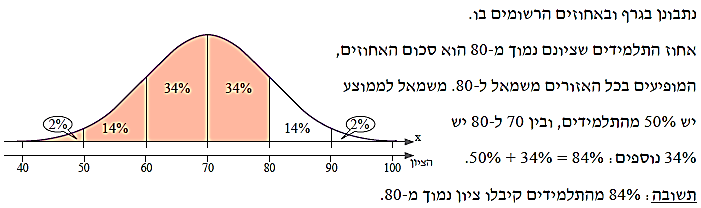 נתבונן בגרף ובאחוזים הרשומים בו.
אחוז התלמידים שציונם נמוך מ-80 הוא סכום האחוזים,
המופיעים בכל האזורים משמאל ל-80. משמאל לממוצע
יש 50% מהתלמידים, ובין 70 ל-80 יש
34% נוספים: 50% + 34% = 84%.
תשובה: 84% מהתלמידים קיבלו ציון נמוך מ-80.
34% 34%
2% 14% 14% 2%
x
40 50 60 70 80 90 100 הציון